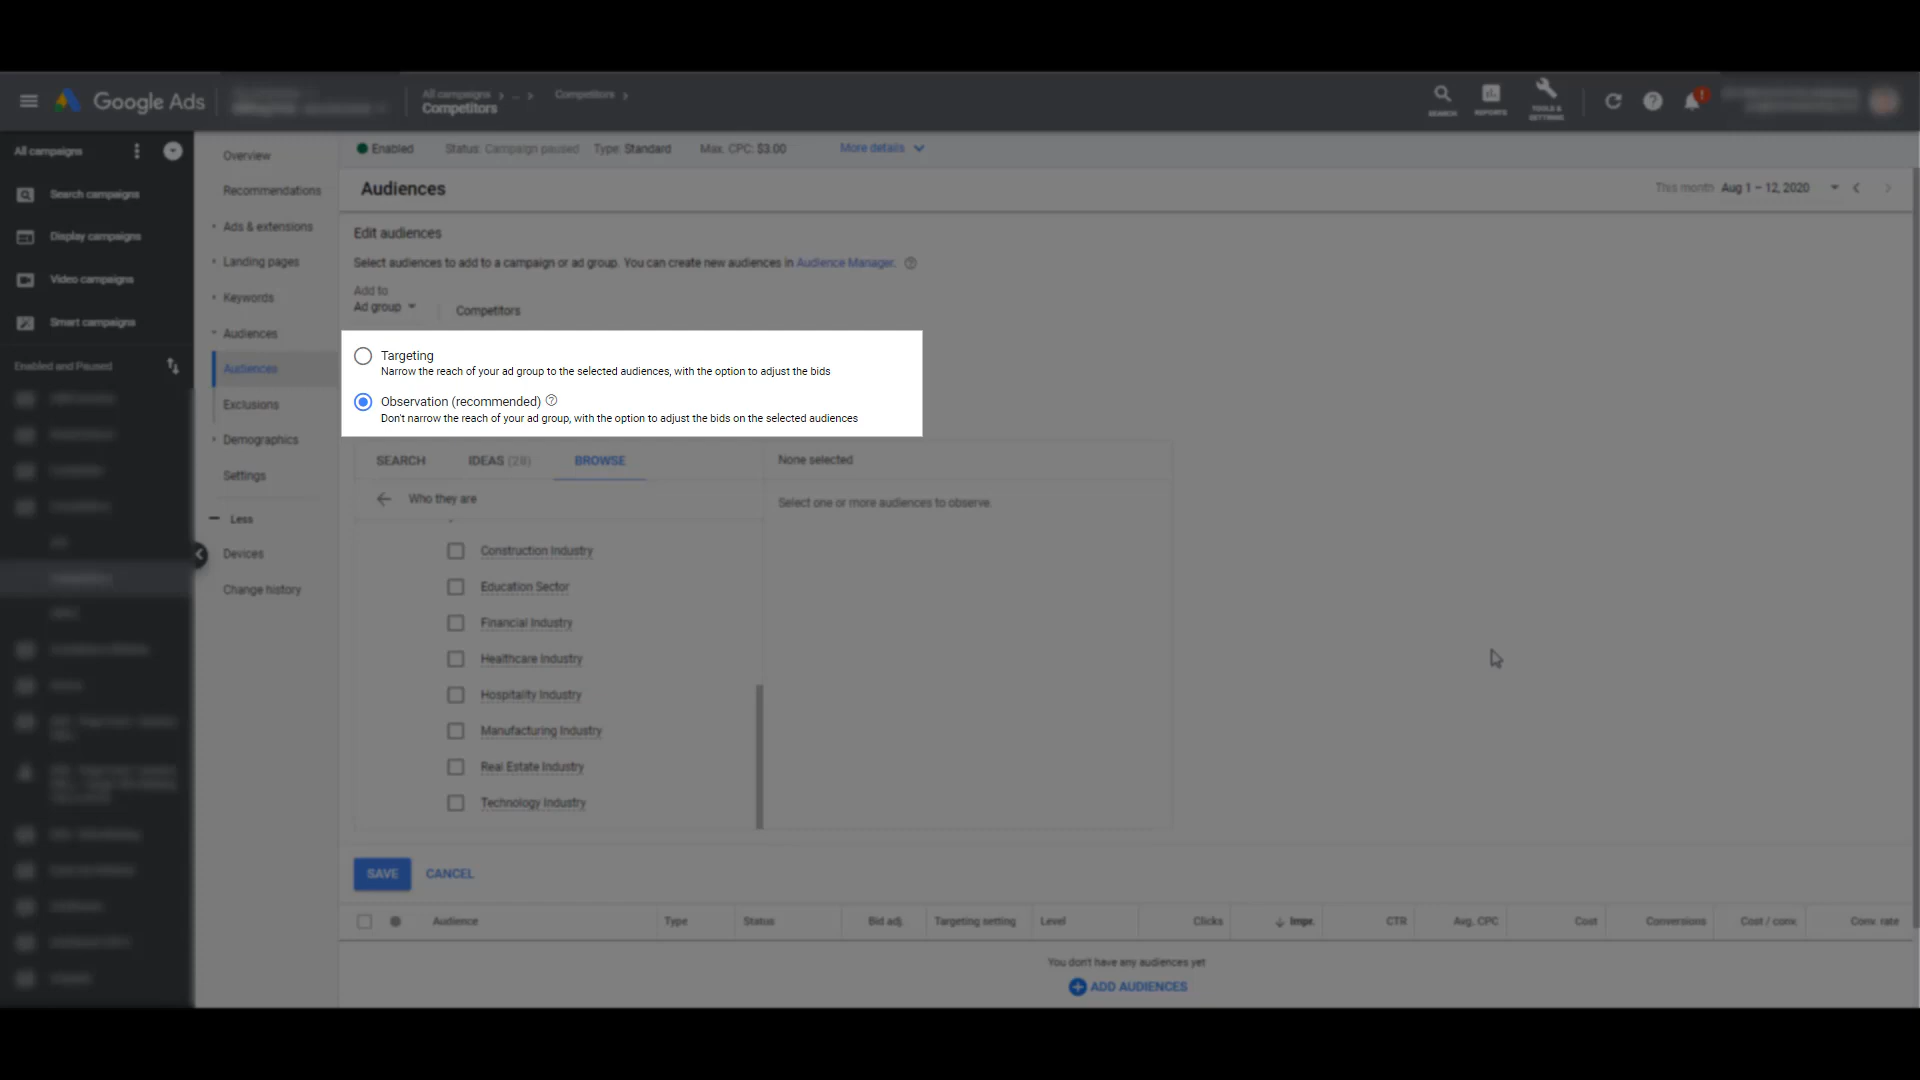 Google Ads
All campaigns > ... > Competitors >
Competitors
SEARCH
REPORTS
TOOLS &
SETTINGS
All campaigns
Search campaigns
Display campaigns
Video campaigns
Smart campaigns
Enabled and Paused
Overview
Recommendations
Ads & extensions
Landing pages
Keywords
Audiences
Audiences
Exclusions
Demographics
Settings
Less
Devices
Change history
Enabled Status: Campaign paused Type: Standard Max. CPC: $3.00 More details
Audiences
This month Aug 1 – 12, 2020
Edit audiences
Select audiences to add to a campaign or ad group. You can create new audiences in Audience Manager.
Add to
Ad group Competitors
Targeting
Narrow the reach of your ad group to the selected audiences, with the option to adjust the bids
Observation (recommended)
Don't narrow the reach of your ad group, with the option to adjust the bids on the selected audiences
SEARCH IDEAS (28) BROWSE
None selected
Who they are
Select one or more audiences to observe.
Construction Industry
Education Sector
Financial Industry
Healthcare Industry
Hospitality Industry
Manufacturing Industry
Real Estate Industry
Technology Industry
SAVE CANCEL
Audience Type Status Bid adj. Targeting setting Level Clicks Impr. CTR Avg. CPC Cost Conversions Cost / conv. Conv. rate
You don't have any audiences yet
ADD AUDIENCES